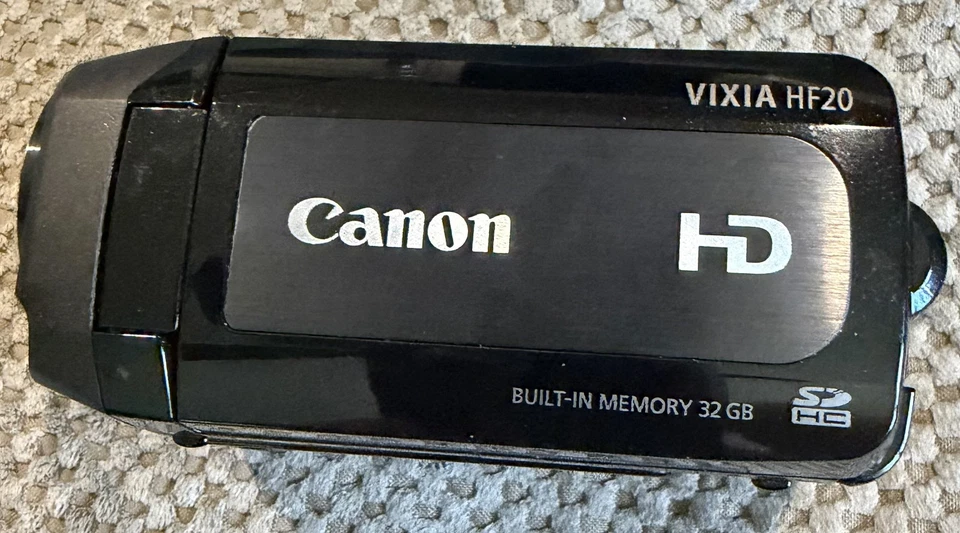 VIXIA HF20
Canon
HD
BUILT-IN MEMORY 32 GB
SD
HC